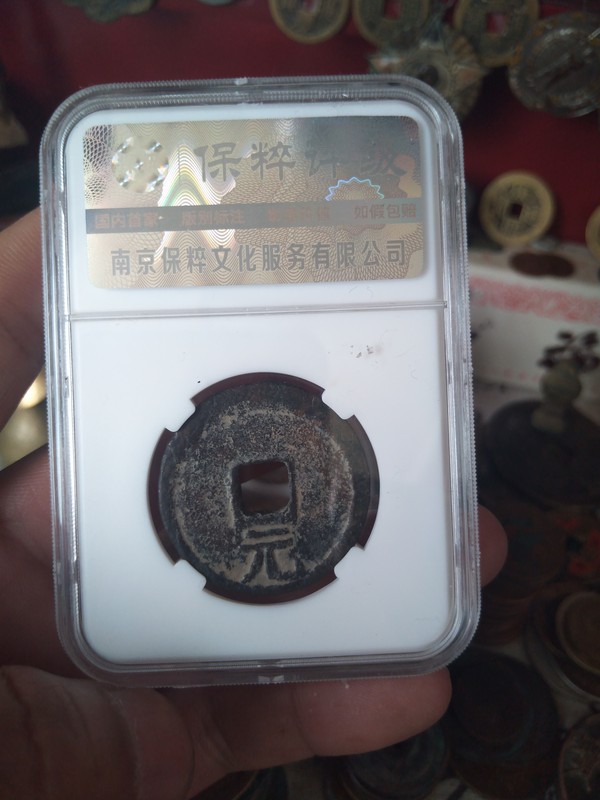 保粹评级
国内首家 如假包赔
南京保粹文化服务有限公司
元